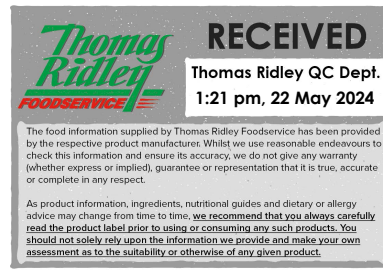 Thomas
Ridley
FOODSERVICE
RECEIVED
Thomas Ridley QC Dept.
1:21 pm, 22 May 2024
The food information supplied by Thomas Ridley Foodservice has been provided
by the respective product manufacturer. Whilst we use reasonable endeavours to
check this information and ensure its accuracy, we do not give any warranty
(whether express or implied), guarantee or representation that it is true, accurate
or complete in any respect.
As product information, ingredients, nutritional guides and dietary or allergy
advice may change from time to time, we recommend that you always carefully
read the product label prior to using or consuming any such products. You
should not solely rely upon the information we provide and make your own
assessment as to the suitability or otherwise of any given product.